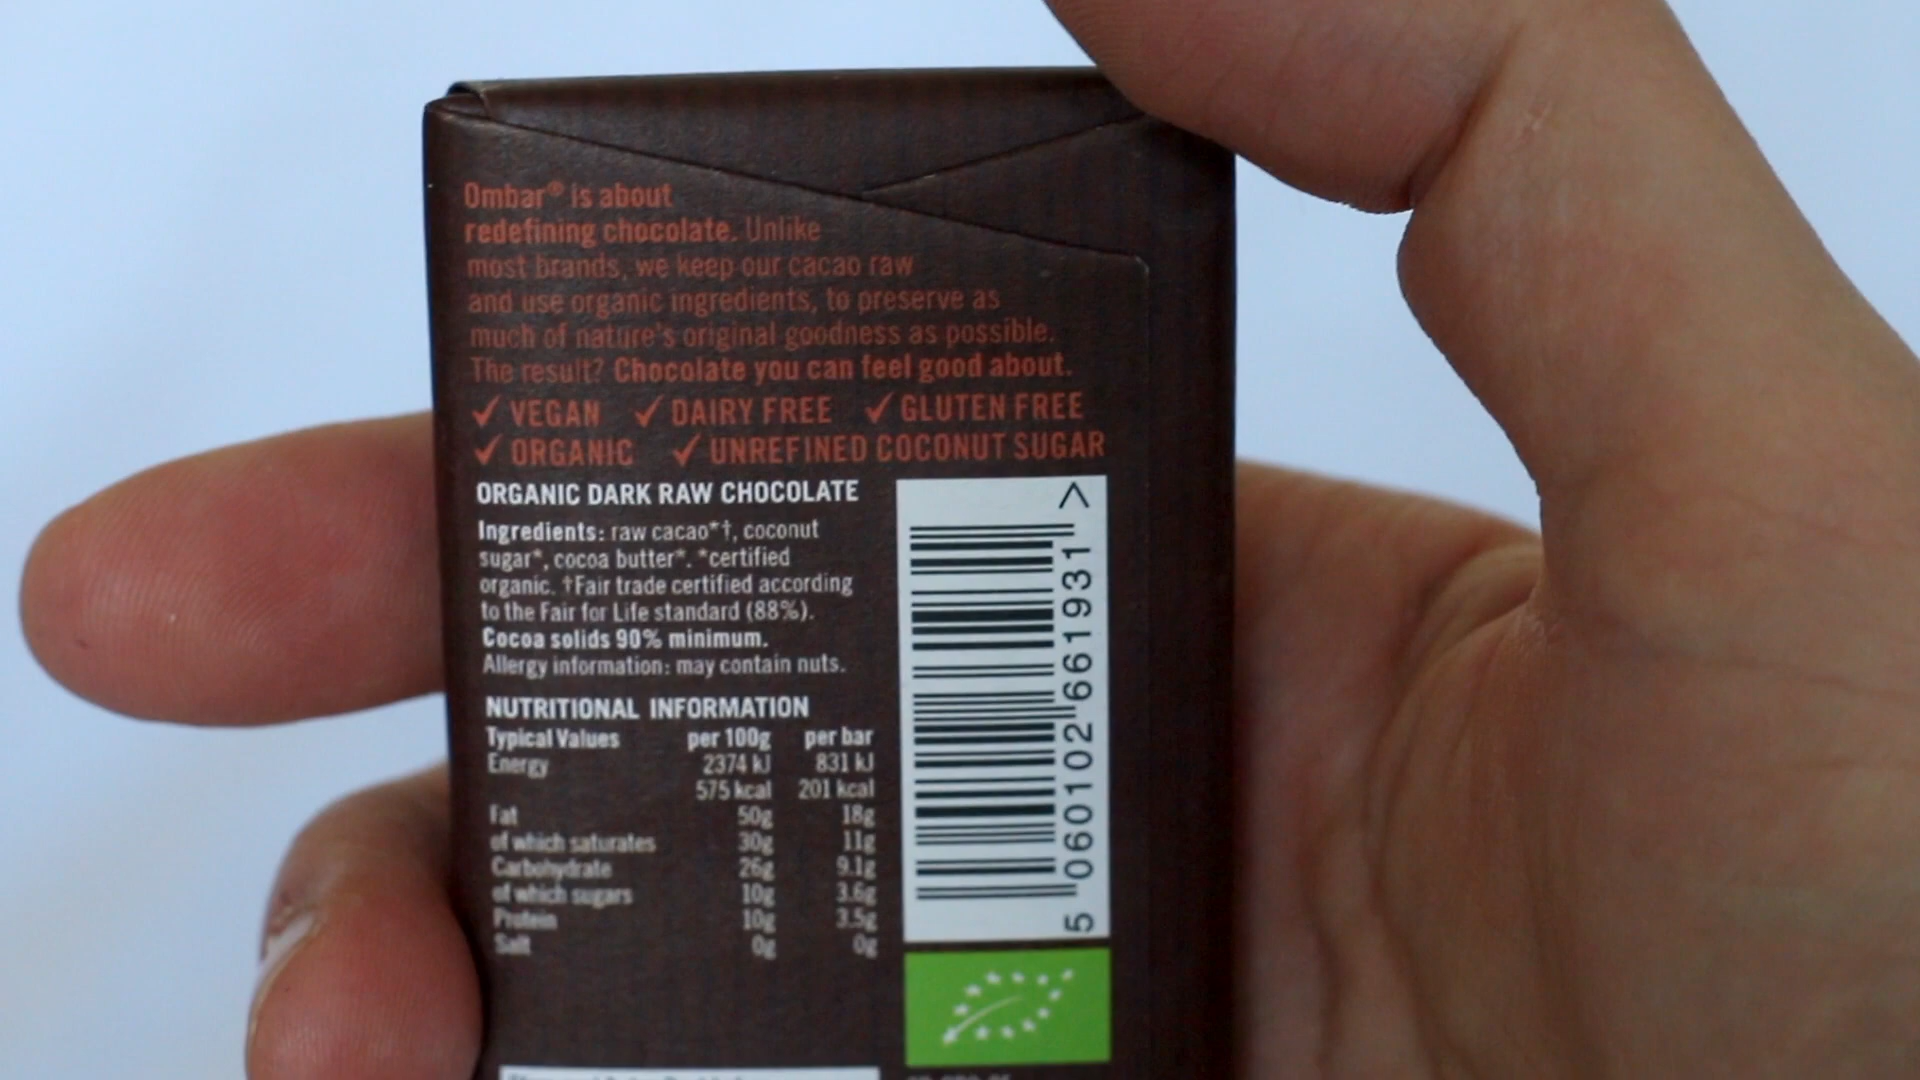 Ombar® is about
redefining chocolate. Unlike
most brands, we keep our cacao raw
and use organic ingredients, to preserve as
much of nature's original goodness as possible.
The result? Chocolate you can feel good about.
✓ VEGAN ✓ DAIRY FREE ✓ GLUTEN FREE
✓ ORGANIC ✓ UNREFINED COCONUT SUGAR
ORGANIC DARK RAW CHOCOLATE
Ingredients: raw cacao*†, coconut
sugar*, cocoa butter*. *certified
organic. †Fair trade certified according
to the Fair for Life standard (88%).
Cocoa solids 90% minimum.
Allergy information: may contain nuts.
NUTRITIONAL INFORMATION
Typical Values per 100g per bar
Energy 2374 kJ 831 kJ
575 kcal 201 kcal
Fat 50g 18g
of which saturates 30g 11g
Carbohydrate 26g 9.1g
of which sugars 10g 3.6g
Protein 10g 3.5g
Salt 0g 0g
5 060102 661931 >